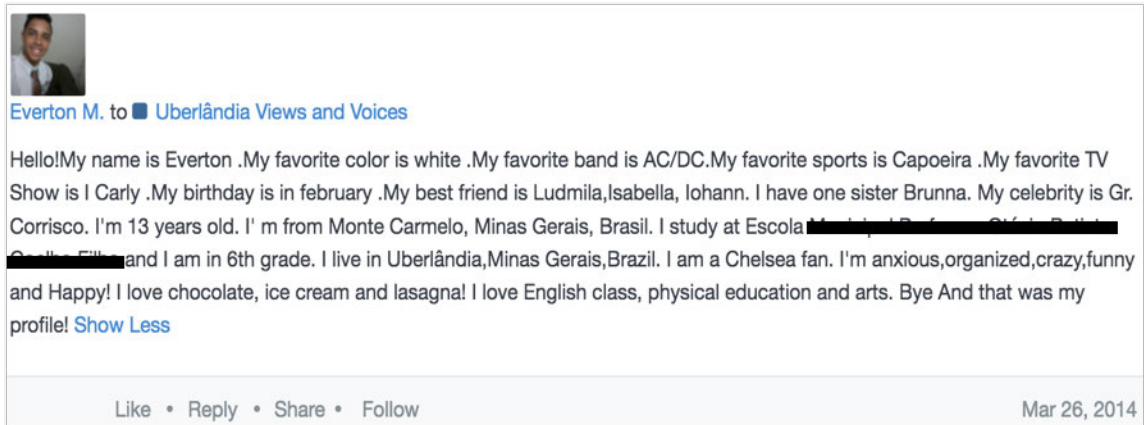 Everton M. to Uberlândia Views and Voices
Hello!My name is Everton .My favorite color is white .My favorite band is AC/DC.My favorite sports is Capoeira .My favorite TV
Show is I Carly .My birthday is in february .My best friend is Ludmila,Isabella, Iohann. I have one sister Brunna. My celebrity is Gr.
Corrisco. I'm 13 years old. I' m from Monte Carmelo, Minas Gerais, Brasil. I study at Escola
and I am in 6th grade. I live in Uberlândia,Minas Gerais,Brazil. I am a Chelsea fan. I'm anxious,organized,crazy,funny
and Happy! I love chocolate, ice cream and lasagna! I love English class, physical education and arts. Bye And that was my
profile! Show Less
Like • Reply • Share • Follow Mar 26, 2014